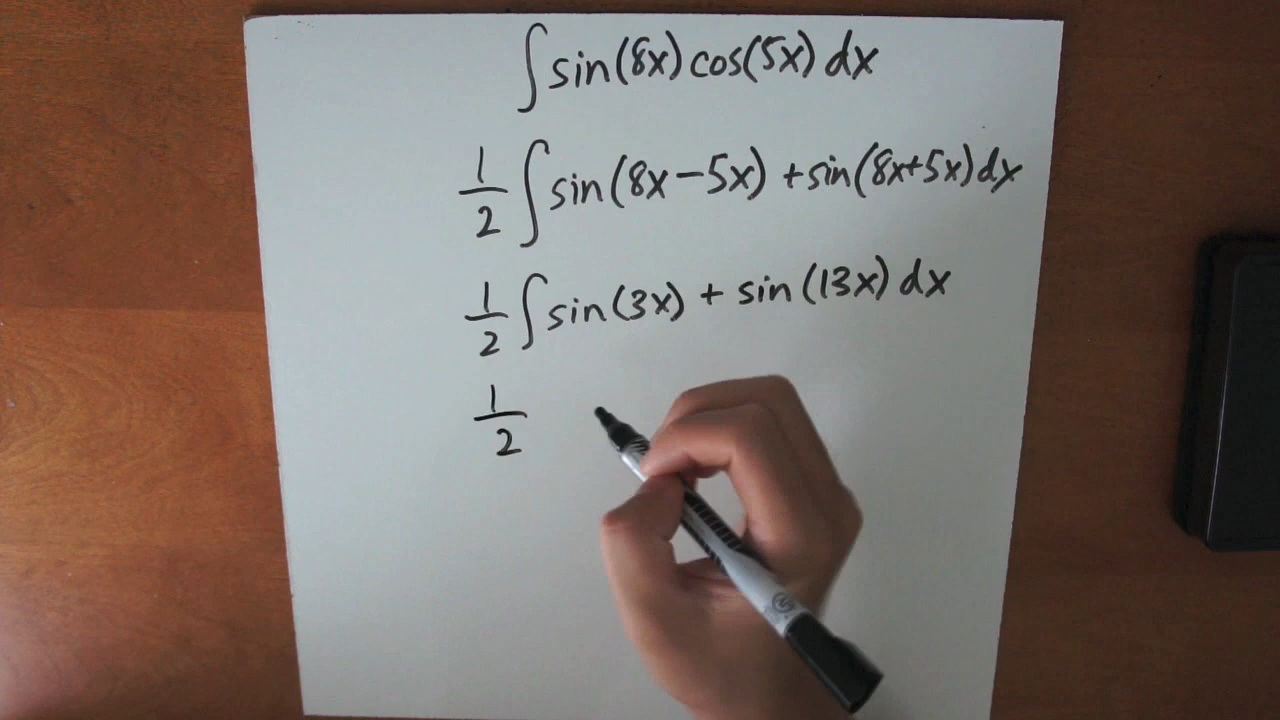 ∫ sin(8x) cos(5x) dx
1/2 ∫ sin(8x-5x) + sin(8x+5x) dx
1/2 ∫ sin(3x) + sin(13x) dx
1/2